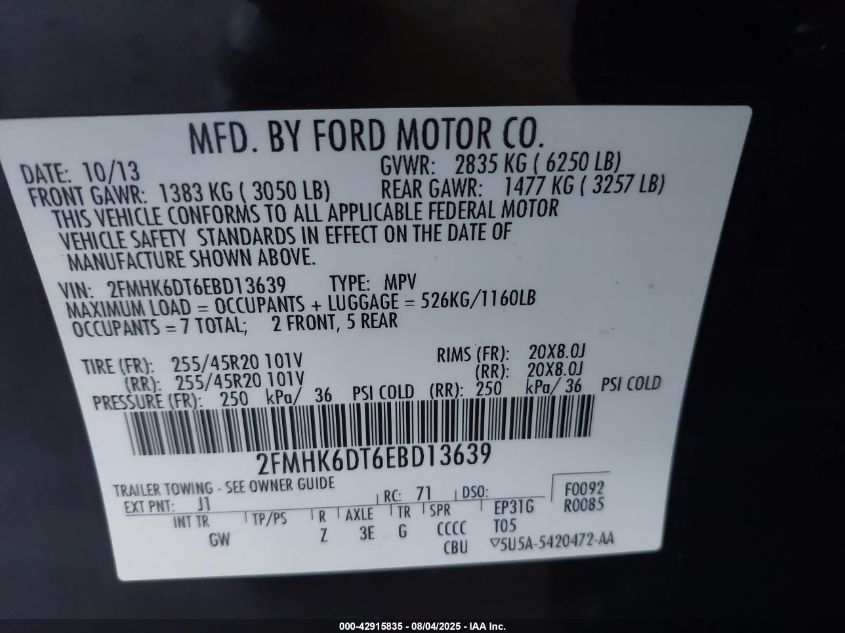 MFD. BY FORD MOTOR CO.
DATE: 10/13 GVWR: 2835 KG ( 6250 LB)
FRONT GAWR: 1383 KG ( 3050 LB) REAR GAWR: 1477 KG ( 3257 LB)
THIS VEHICLE CONFORMS TO ALL APPLICABLE FEDERAL MOTOR
VEHICLE SAFETY STANDARDS IN EFFECT ON THE DATE OF
MANUFACTURE SHOWN ABOVE.
VIN: 2FMHK6DT6EBD13639 TYPE: MPV
MAXIMUM LOAD = OCCUPANTS + LUGGAGE = 526KG/1160LB
OCCUPANTS = 7 TOTAL; 2 FRONT, 5 REAR
TIRE (FR): 255/45R20 101V RIMS (FR): 20X8.0J
(RR): 255/45R20 101V (RR): 20X8.0J
PRESSURE (FR): 250 kPa/ 36 PSI COLD (RR): 250 kPa/ 36 PSI COLD
2FMHK6DT6EBD13639
TRAILER TOWING - SEE OWNER GUIDE
EXT PNT: J1 RC: 71 DSO: F0092
INT TR TP/PS R AXLE TR SPR EP31G R0085
GW Z 3E G CCCC T05
CBU ▽5U5A-5420472-AA
000-42915835 - 08/04/2025 - IAA Inc.